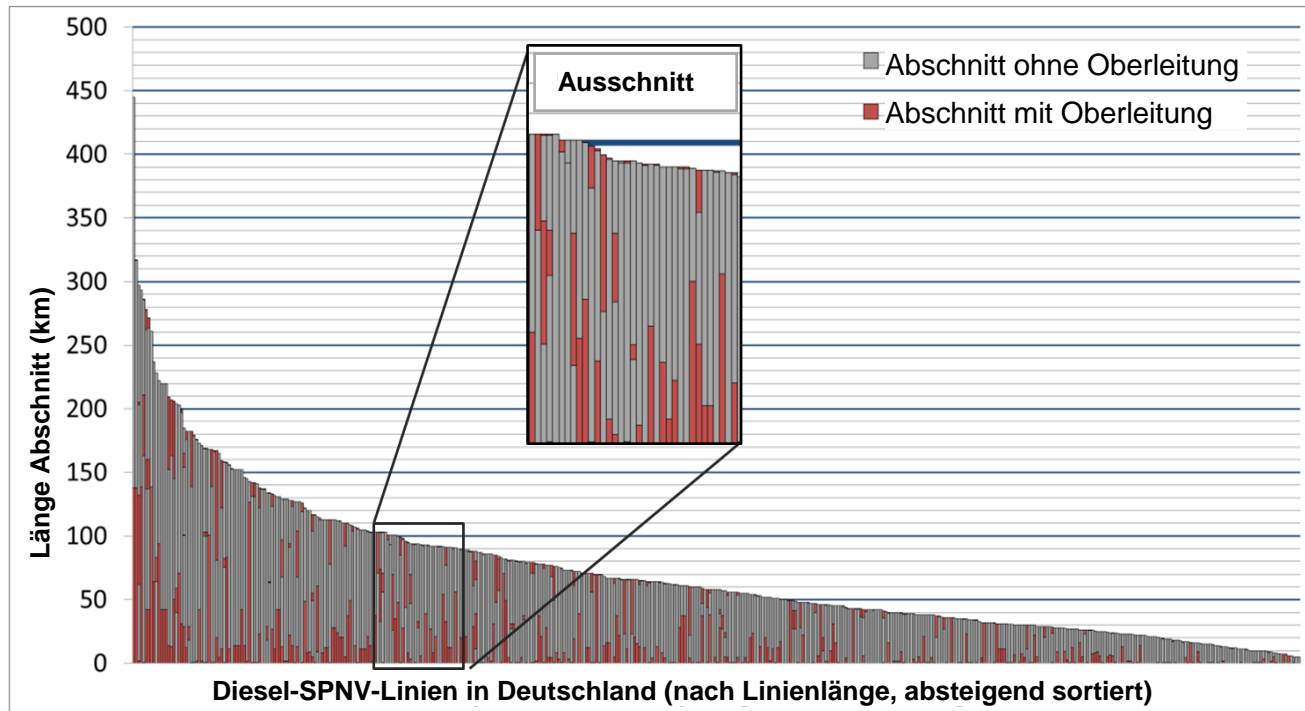 500
450
400
350
300
250
200
150
100
50
0
Länge Abschnitt (km)
Ausschnitt
Abschnitt ohne Oberleitung
Abschnitt mit Oberleitung
Diesel-SPNV-Linien in Deutschland (nach Linienlänge, absteigend sortiert)